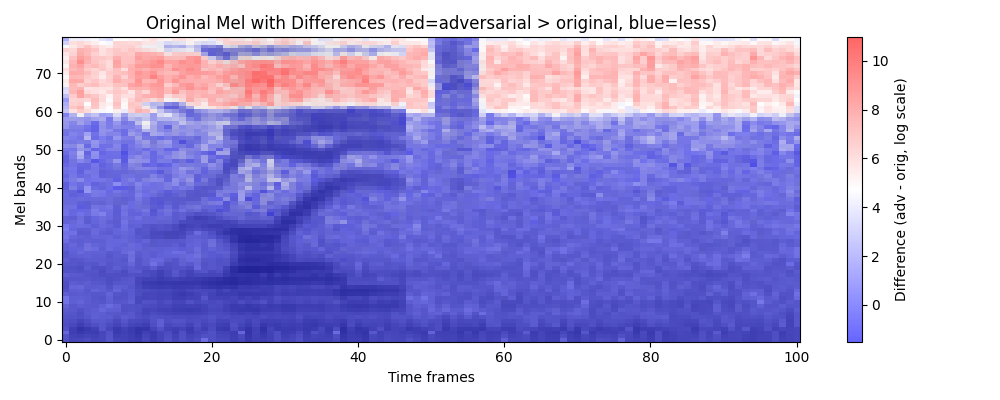 Original Mel with Differences (red=adversarial > original, blue=less)
Mel bands
70
60
50
40
30
20
10
0
0 20 40 60 80 100
Time frames
10
8
6
4
2
0
Difference (adv - orig, log scale)